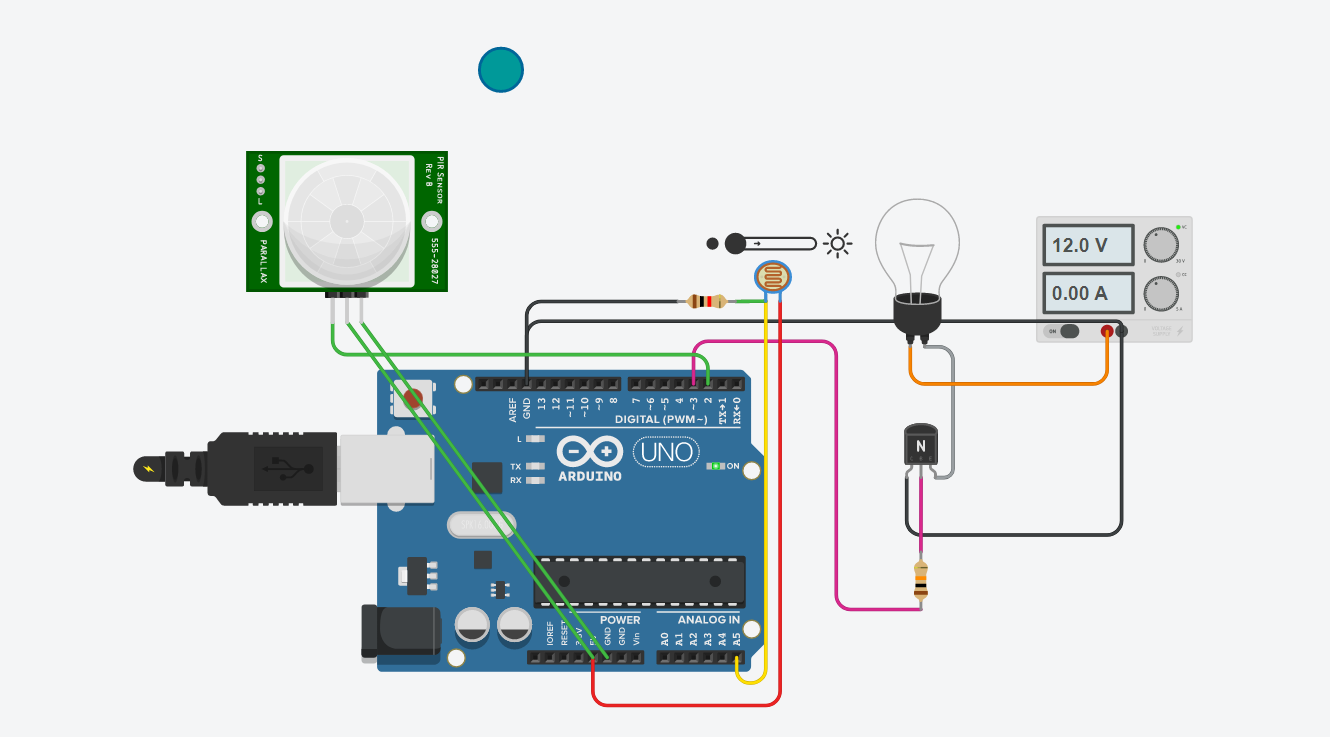 S
L
PIR SENSOR
REV B
PARALLAX
555-28027
12.0 V
0.00 A
ON
N
AREF
GND
13
12
~11
~10
~9
8
7
~6
~5
4
~3
2
TX→1
RX←0
DIGITAL (PWM~)
L
TX
RX
UNO
ARDUINO
ON
POWER
ANALOG IN
IOREF
RESET
3.3V
5V
GND
GND
Vin
A0
A1
A2
A3
A4
A5